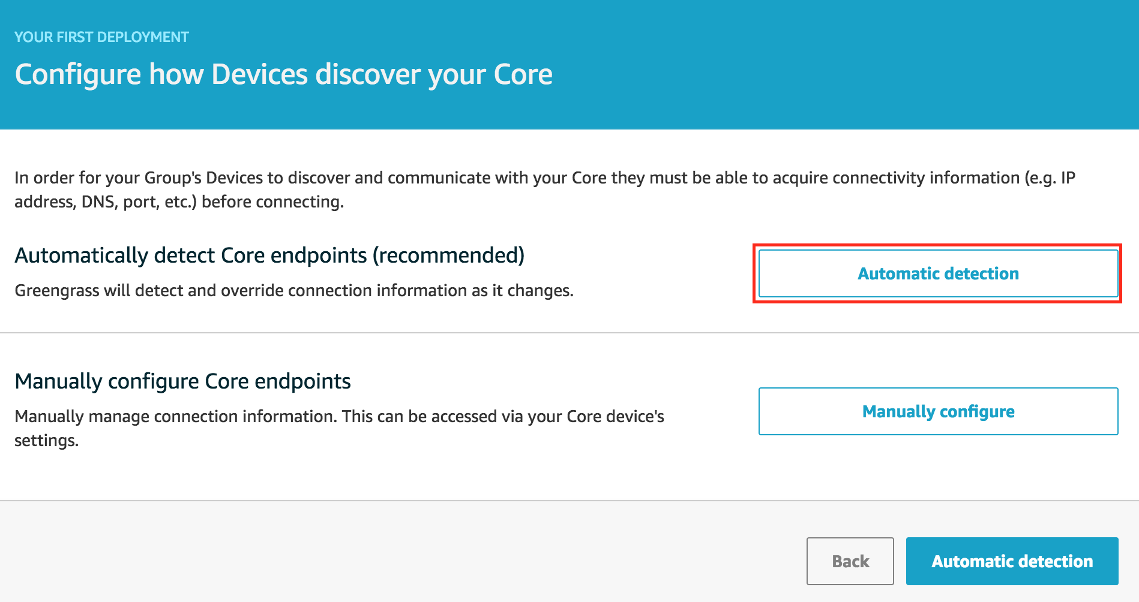 YOUR FIRST DEPLOYMENT
Configure how Devices discover your Core
In order for your Group's Devices to discover and communicate with your Core they must be able to acquire connectivity information (e.g. IP
address, DNS, port, etc.) before connecting.
Automatically detect Core endpoints (recommended)
Greengrass will detect and override connection information as it changes.
Automatic detection
Manually configure Core endpoints
Manually manage connection information. This can be accessed via your Core device's
settings.
Manually configure
Back
Automatic detection